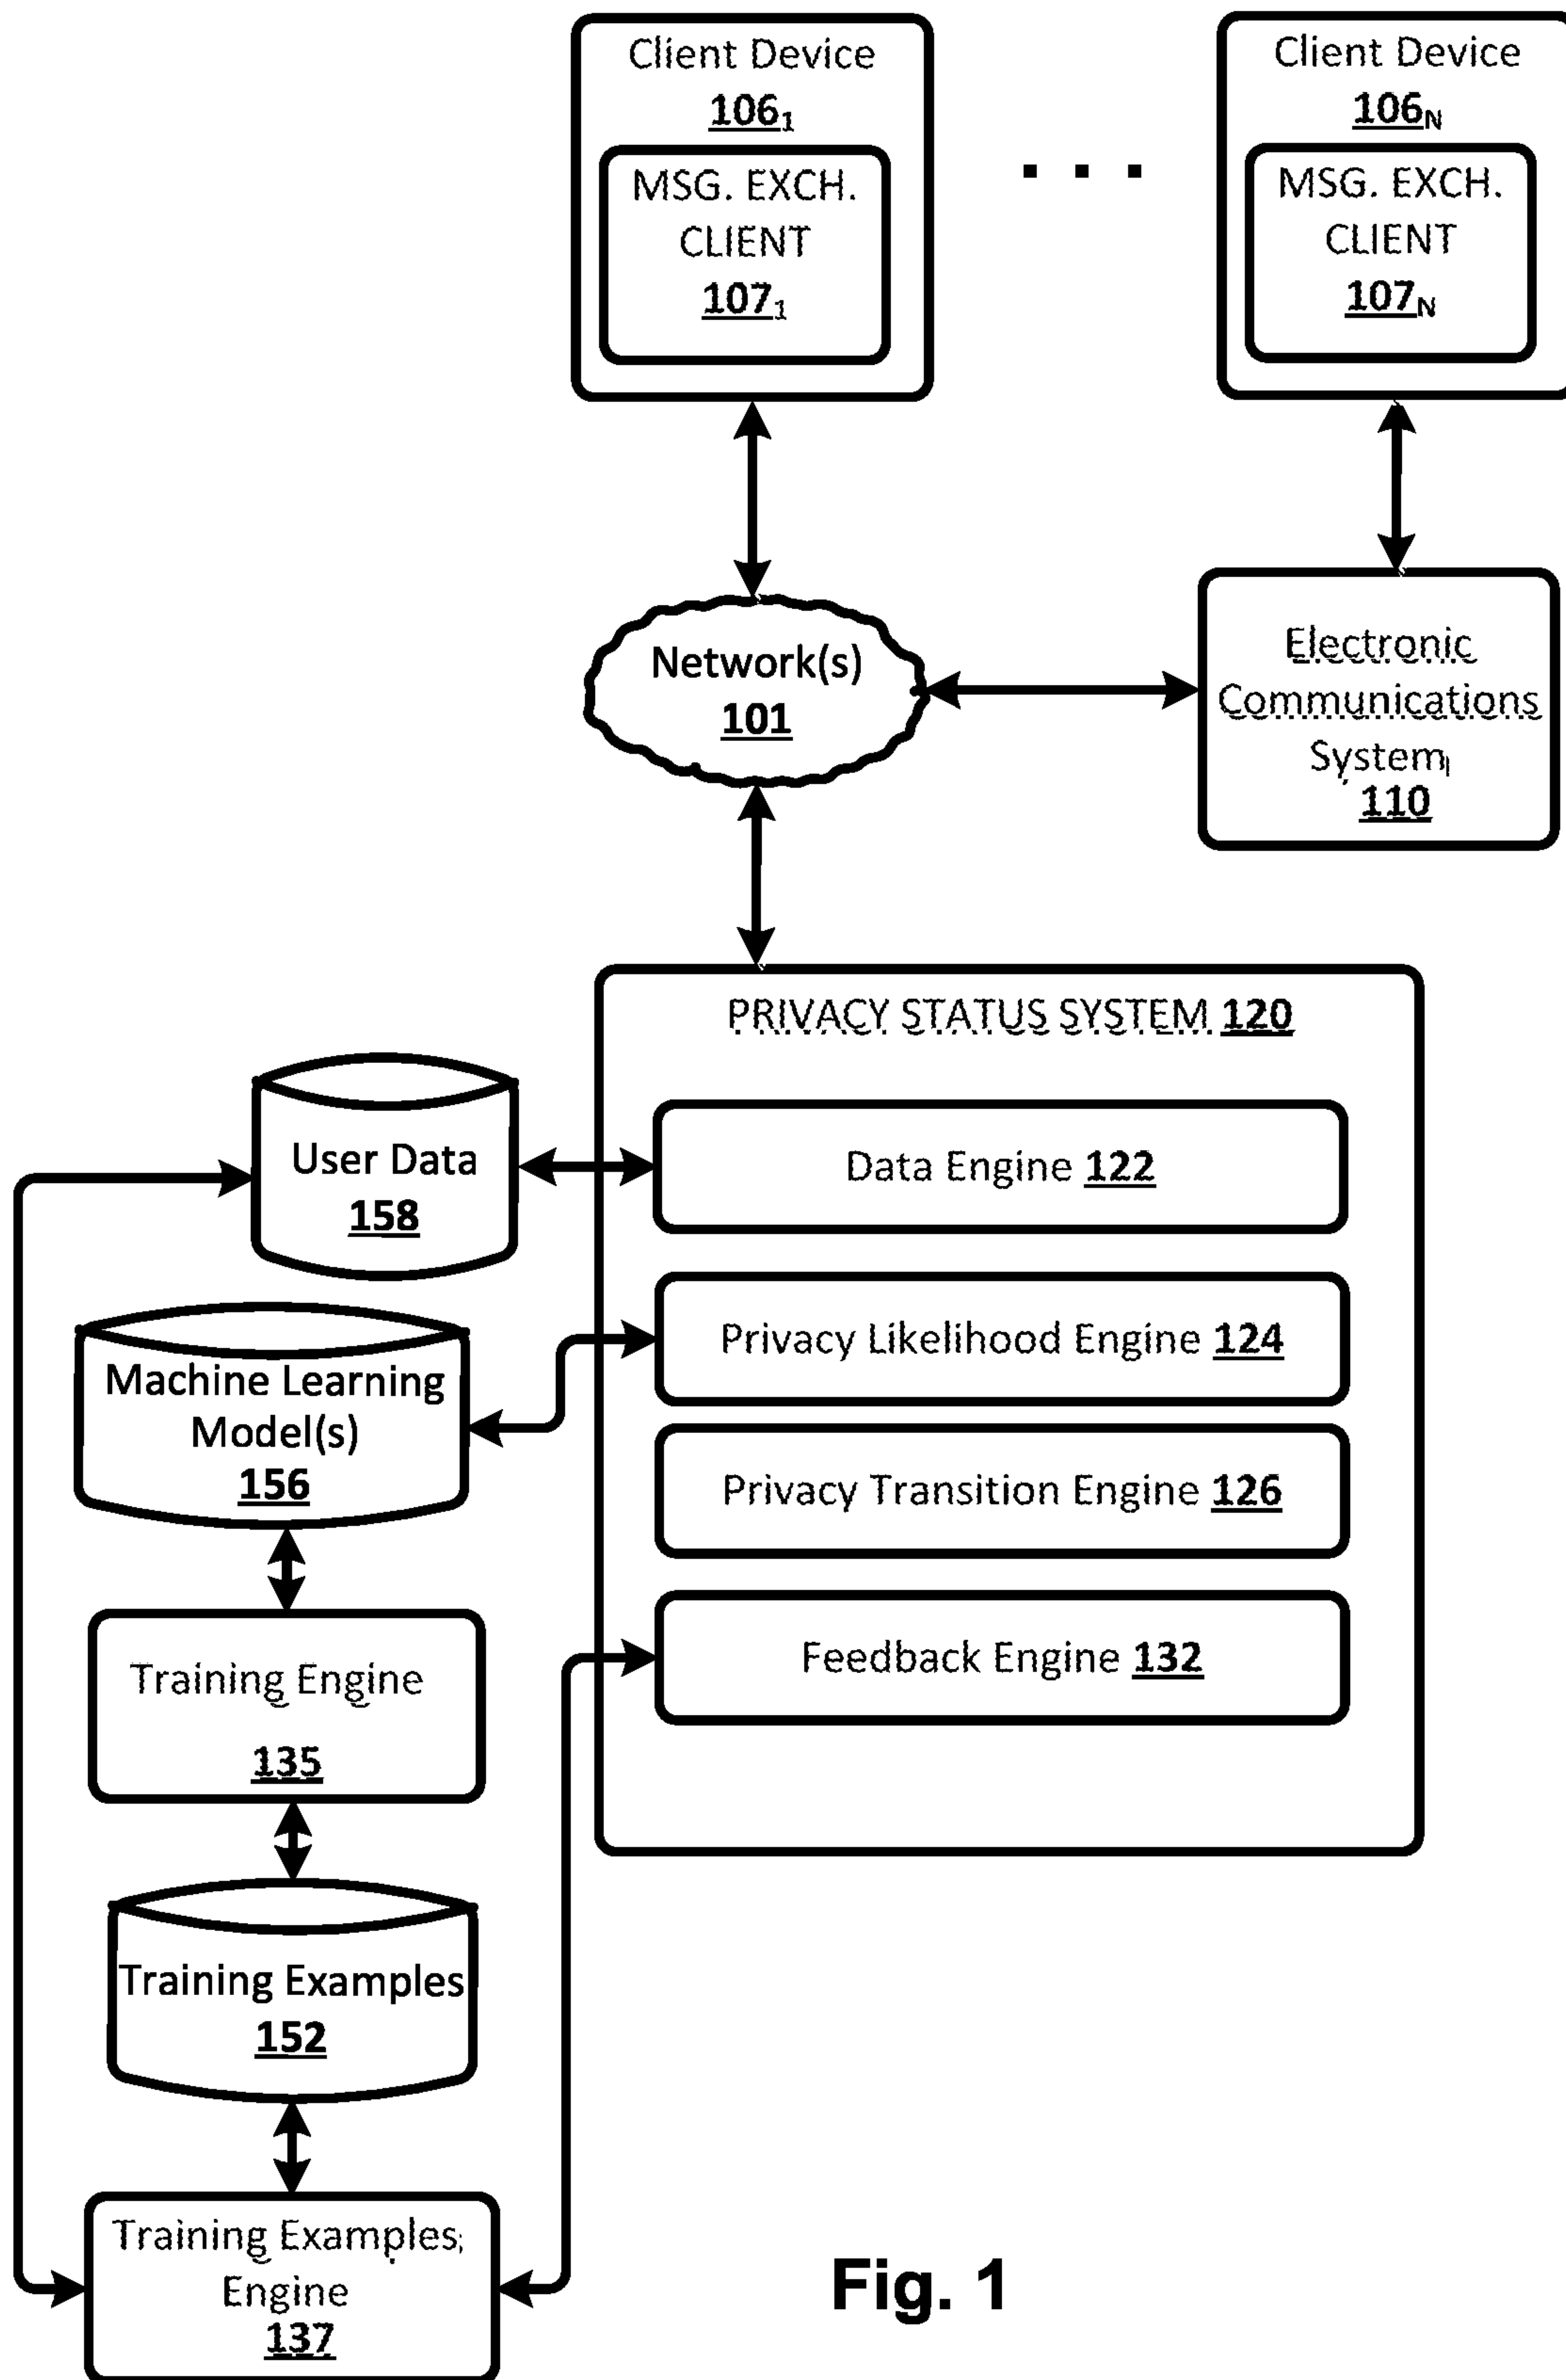 Client Device
106₁
MSG. EXCH.
CLIENT
107₁
. . .
Client Device
106N
MSG. EXCH.
CLIENT
107N
Network(s)
101
Electronic
Communications
System
110
PRIVACY STATUS SYSTEM 120
User Data
158
Data Engine 122
Machine Learning
Model(s)
156
Privacy Likelihood Engine 124
Privacy Transition Engine 126
Training Engine
135
Feedback Engine 132
Training Examples
152
Training Examples
Engine
137
Fig. 1